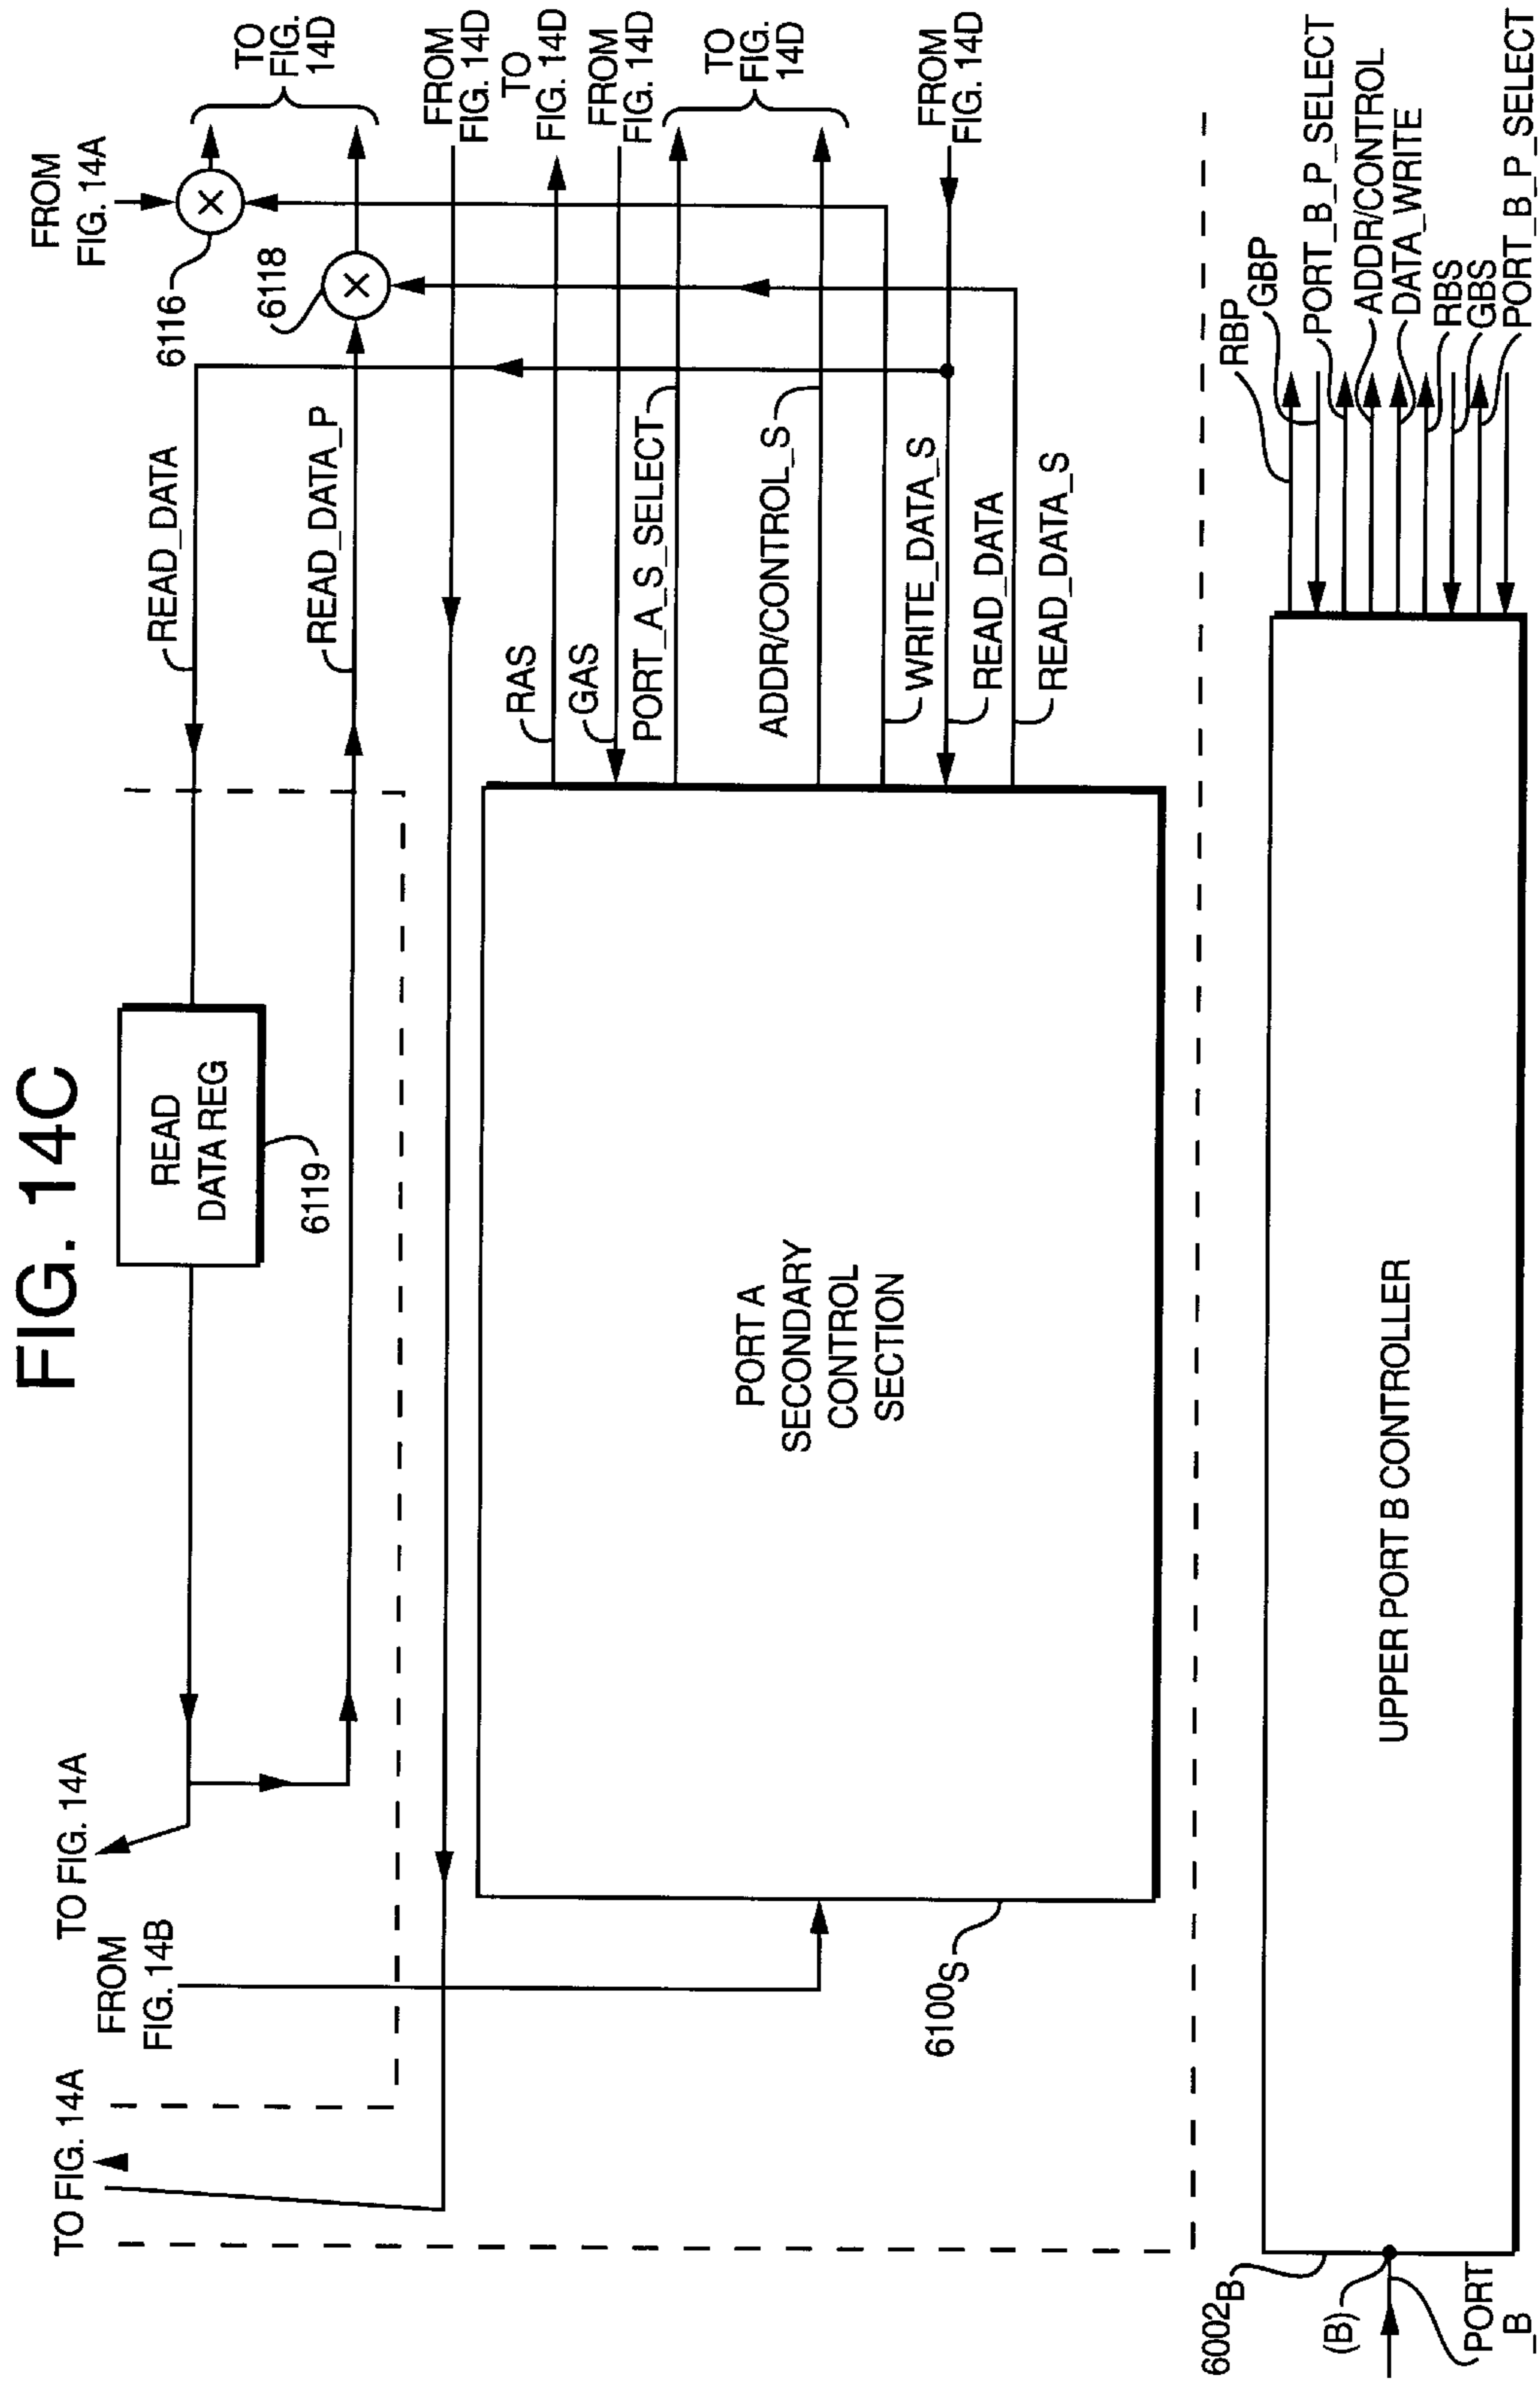 FIG. 14C
TO FIG. 14A
TO FIG. 14A
FROM
FIG. 14B
READ
DATA REG
6119
READ_DATA
READ_DATA_P
FROM
FIG. 14A
6116
6118
TO
FIG.
14D
FROM
FIG. 14D
TO
FIG. 14D
FROM
FIG. 14D
TO
FIG.
14D
FROM
FIG. 14D
RAS
GAS
PORT_A_S_SELECT
ADDR/CONTROL_S
WRITE_DATA_S
READ_DATA
READ_DATA_S
PORT A
SECONDARY
CONTROL
SECTION
6100S
6002B
(B)
PORT
_B
UPPER PORT B CONTROLLER
RBP
GBP
PORT_B_P_SELECT
ADDR/CONTROL
DATA_WRITE
RBS
GBS
PORT_B_P_SELECT